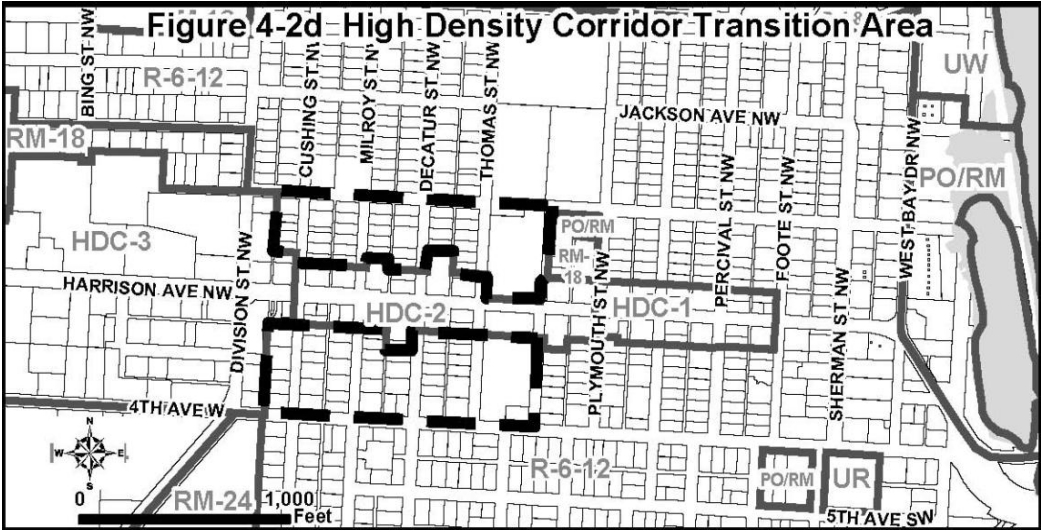 Figure 4-2d High Density Corridor Transition Area
BING ST NW
R-6-12
CUSHING ST NW
MILROY ST NW
DECATUR ST NW
THOMAS ST NW
JACKSON AVE NW
UW
RM-18
PO/RM
HDC-3
DIVISION ST NW
HARRISON AVE NW
HDC-2
PO/RM
RM-
18
PLYMOUTH ST NW
HDC-1
PERCIVAL ST NW
FOOTE ST NW
SHERMAN ST NW
WEST BAY DR NW
4TH AVE W
N
W E
S
R-6-12
PO/RM
UR
RM-24
0 1,000
Feet
5TH AVE SW